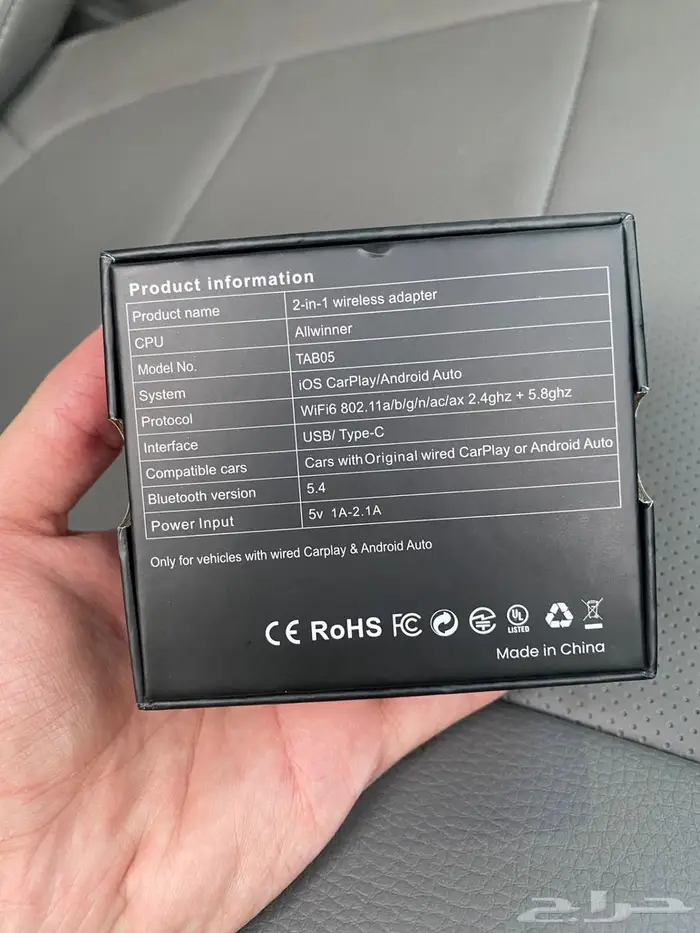 Product information
Product name 2-in-1 wireless adapter
CPU Allwinner
Model No. TAB05
System iOS CarPlay/Android Auto
Protocol WiFi6 802.11a/b/g/n/ac/ax 2.4ghz + 5.8ghz
Interface USB/ Type-C
Compatible cars Cars with Original wired CarPlay or Android Auto
Bluetooth version 5.4
Power Input 5v 1A-2.1A
Only for vehicles with wired Carplay & Android Auto
CE RoHS FC UL
LISTED
Made in China
حراج